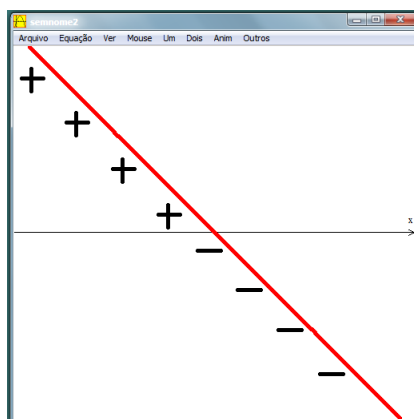 semnome2
Arquivo Equação Ver Mouse Um Dois Anim Outros
+
+
+
+
x
−
−
−
−